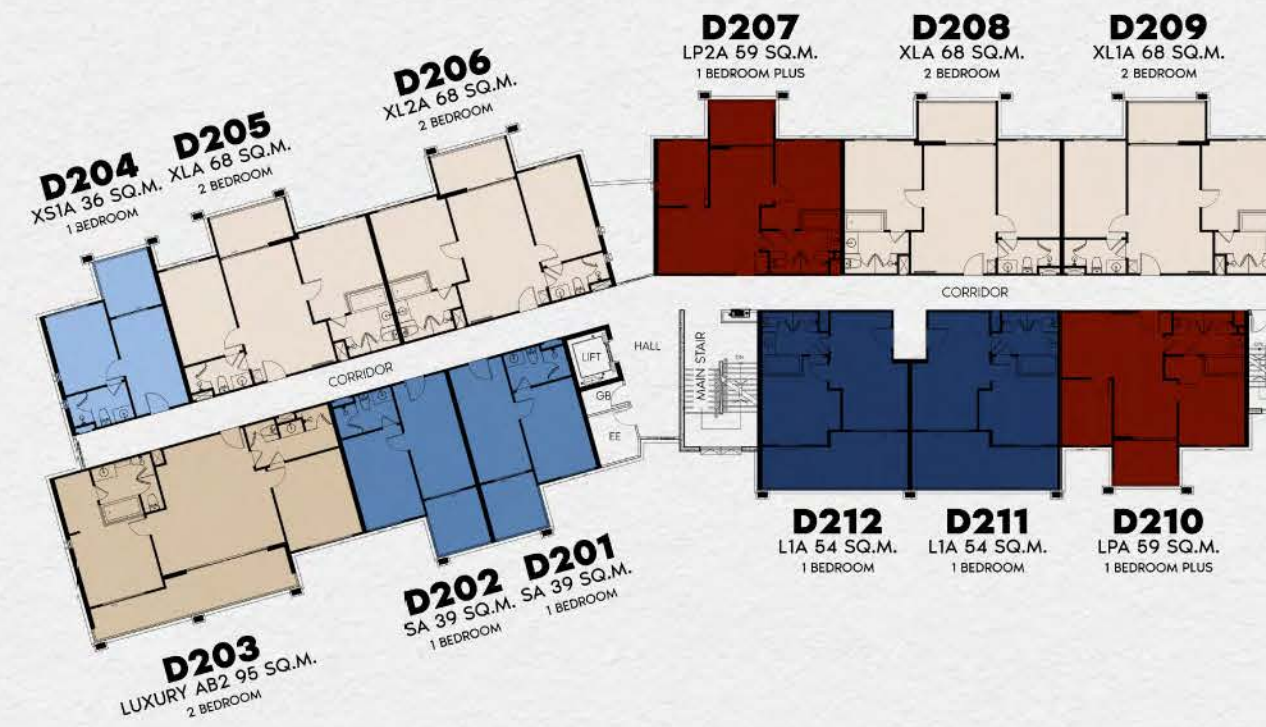 D207
LP2A 59 SQ.M.
1 BEDROOM PLUS
D208
XLA 68 SQ.M.
2 BEDROOM
D209
XL1A 68 SQ.M.
2 BEDROOM
D206
XL2A 68 SQ.M.
2 BEDROOM
D205
XLA 68 SQ.M.
2 BEDROOM
D204
XS1A 36 SQ.M.
1 BEDROOM
CORRIDOR
CORRIDOR
LIFT
HALL
MAIN STAIR
GB
EE
D212
L1A 54 SQ.M.
1 BEDROOM
D211
L1A 54 SQ.M.
1 BEDROOM
D210
LPA 59 SQ.M.
1 BEDROOM PLUS
D202
SA 39 SQ.M.
1 BEDROOM
D201
SA 39 SQ.M.
1 BEDROOM
D203
LUXURY AB2 95 SQ.M.
2 BEDROOM